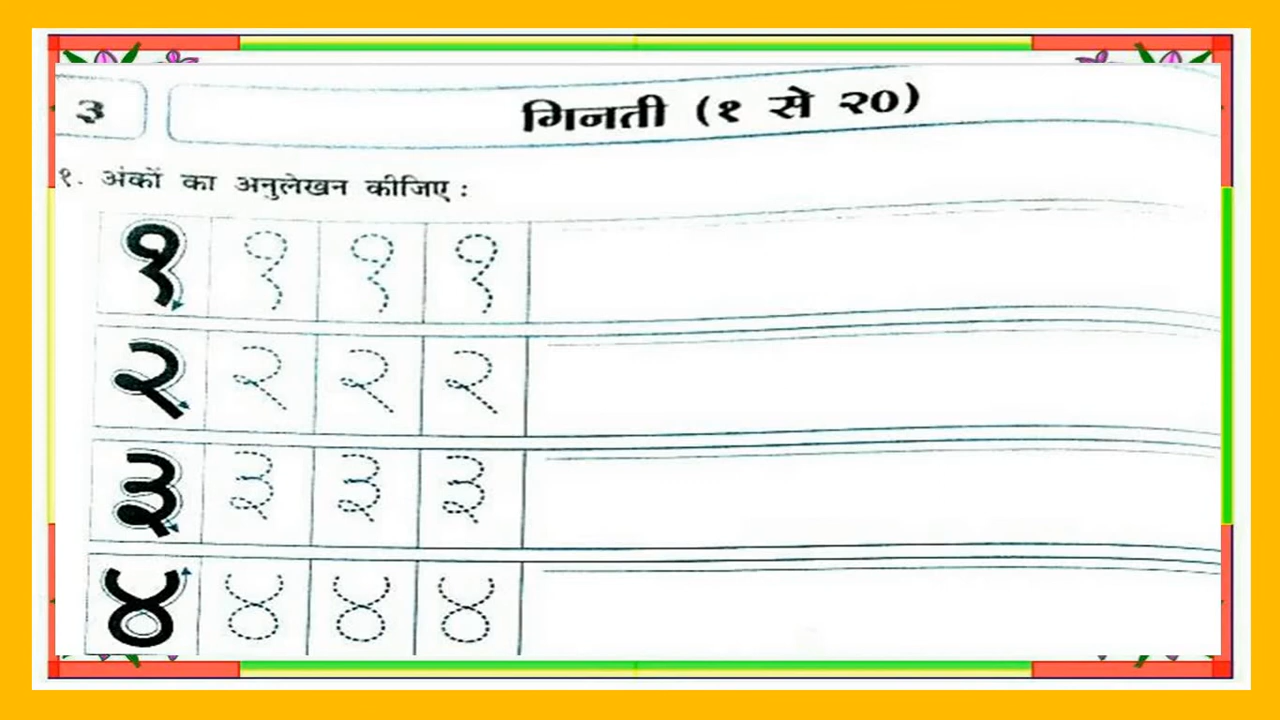 ३
गिनती (१ से २०)
१. अंकों का अनुलेखन कीजिए :
१ १ १ १
२ २ २ २
३ ३ ३ ३
४ ४ ४ ४